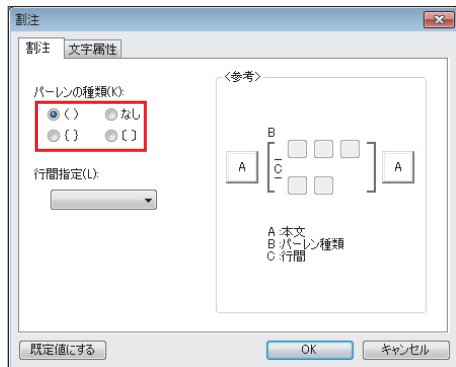 割注
割注 文字属性
パーレンの種類(K):
( ) なし
{ } [ ]
行間指定(L):
<参考>
B
A C A
A :本文
B :パーレン種類
C :行間
既定値にする OK キャンセル